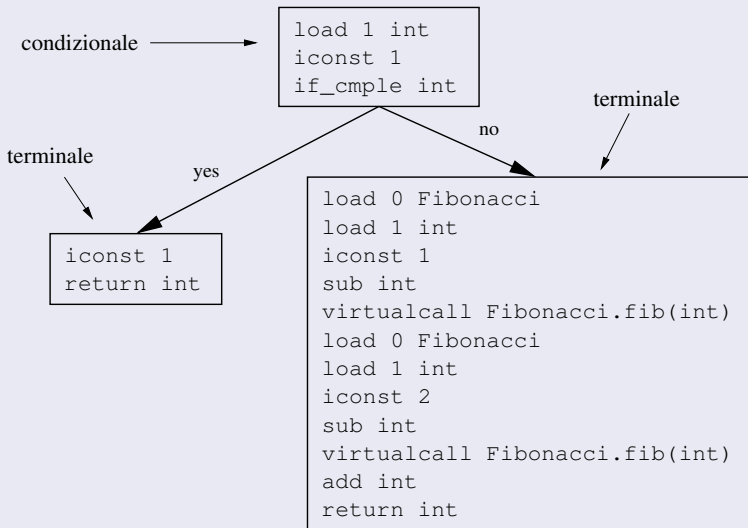 condizionale
load 1 int
iconst 1
if_cmple int
terminale
no
terminale
yes
iconst 1
return int
load 0 Fibonacci
load 1 int
iconst 1
sub int
virtualcall Fibonacci.fib(int)
load 0 Fibonacci
load 1 int
iconst 2
sub int
virtualcall Fibonacci.fib(int)
add int
return int